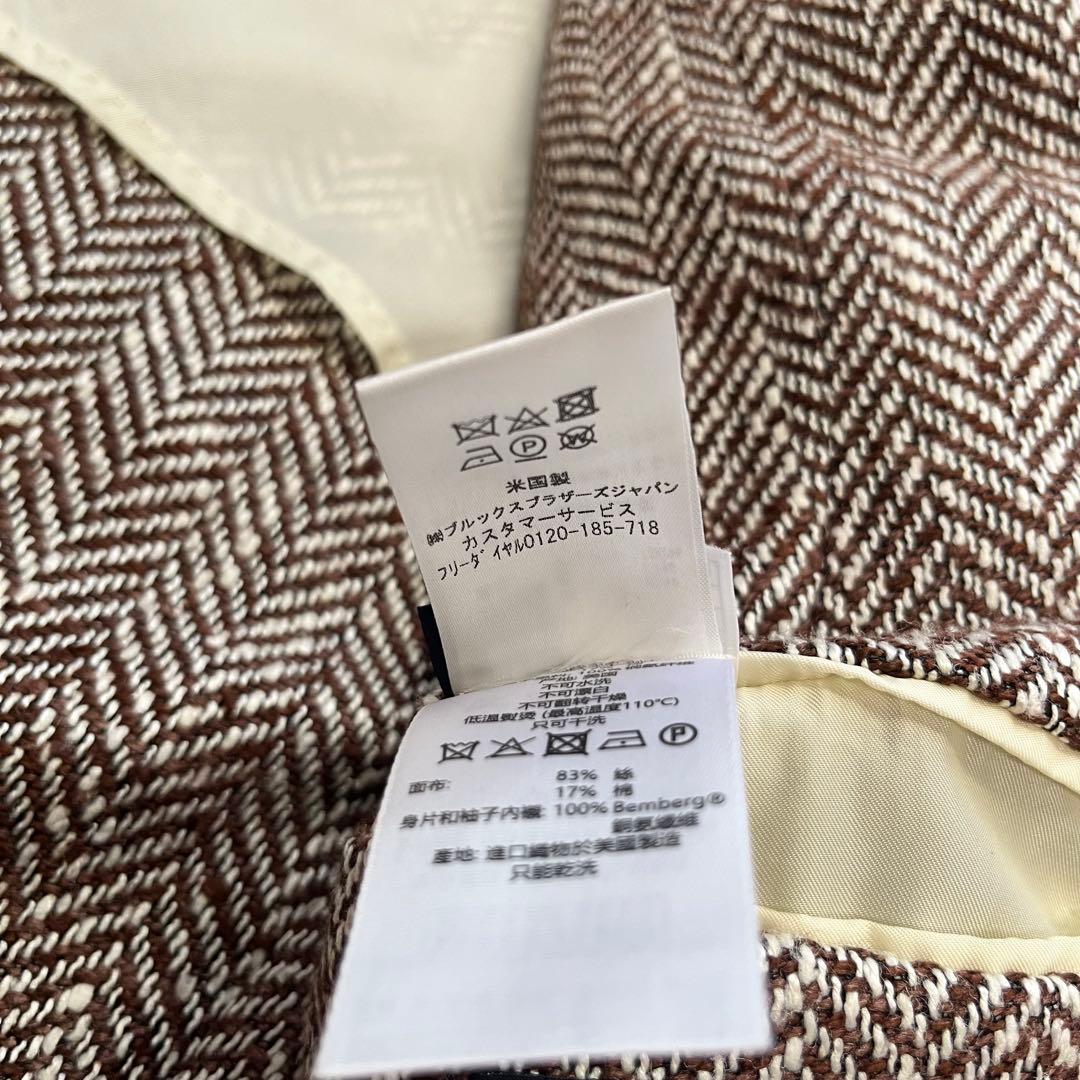 米国製
㈱ブルックスブラザーズジャパン
カスタマーサービス
フリーダイヤル0120-185-718
不可水洗
不可漂白
不可翻转干燥
低温熨烫 (最高温度110℃)
只可干洗
P
面布: 83% 絲
17% 棉
身片和袖子內襯: 100% Bemberg®
銅氨纖維
產地: 進口織物於美國製造
只能乾洗